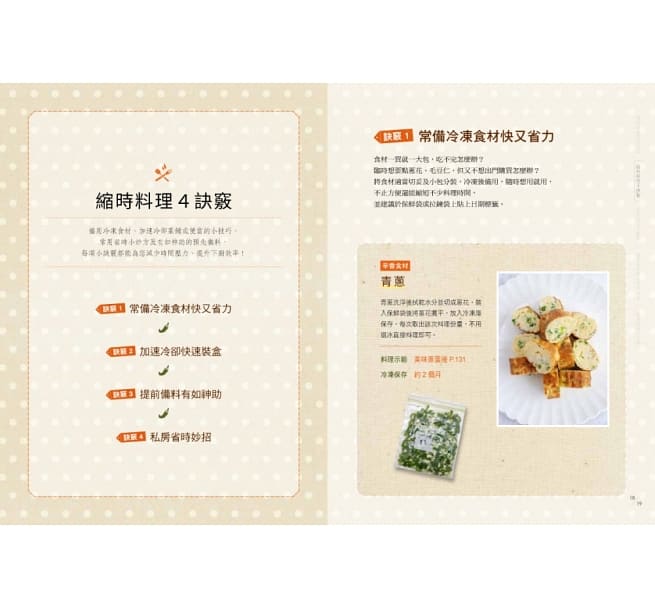 縮時料理4訣竅
善用冷凍食材、加速冷卻菜餚或便當的小技巧,
常用省時小妙方及有如神助的預先備料,
每項小訣竅都能為您減少時間壓力、提升下廚效率!
訣竅1 常備冷凍食材快又省力
訣竅2 加速冷卻快速裝盒
訣竅3 提前備料有如神助
訣竅4 私房省時妙招
訣竅1 常備冷凍食材快又省力
食材一買就一大包,吃不完怎麼辦?
臨時想要點蔥花、毛豆仁,但又不想出門購買怎麼辦?
將食材適當切妥及小包分裝,冷凍後備用,隨時想用就用,
不止方便還能縮短不少料理時間,
並建議於保鮮袋或拉鍊袋上貼上日期標籤。
辛香食材
青蔥
青蔥洗淨後拭乾水分並切成蔥花,裝
入保鮮袋後將蔥花攤平,放入冷凍庫
保存,每次取出該次料理份量,不用
退冰直接料理即可。
料理示範 美味蔥蛋捲 P.131
冷凍保存 約2個月
18
19